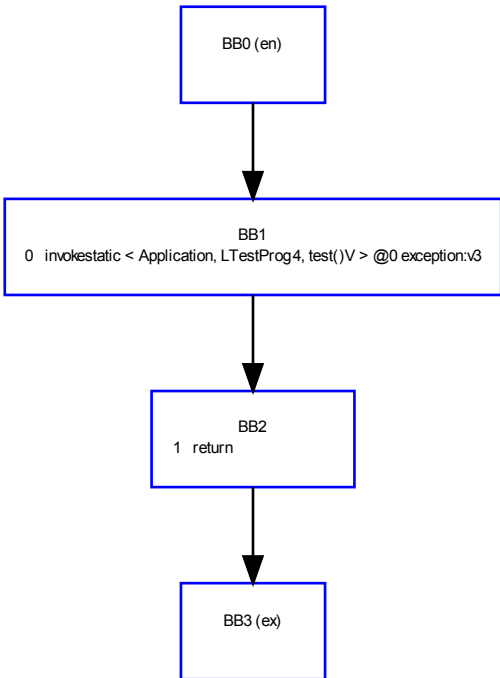 BB0 (en)
BB1
0 invokestatic < Application, LTestProg4, test()V > @0 exception:v3
BB2
1 return
BB3 (ex)